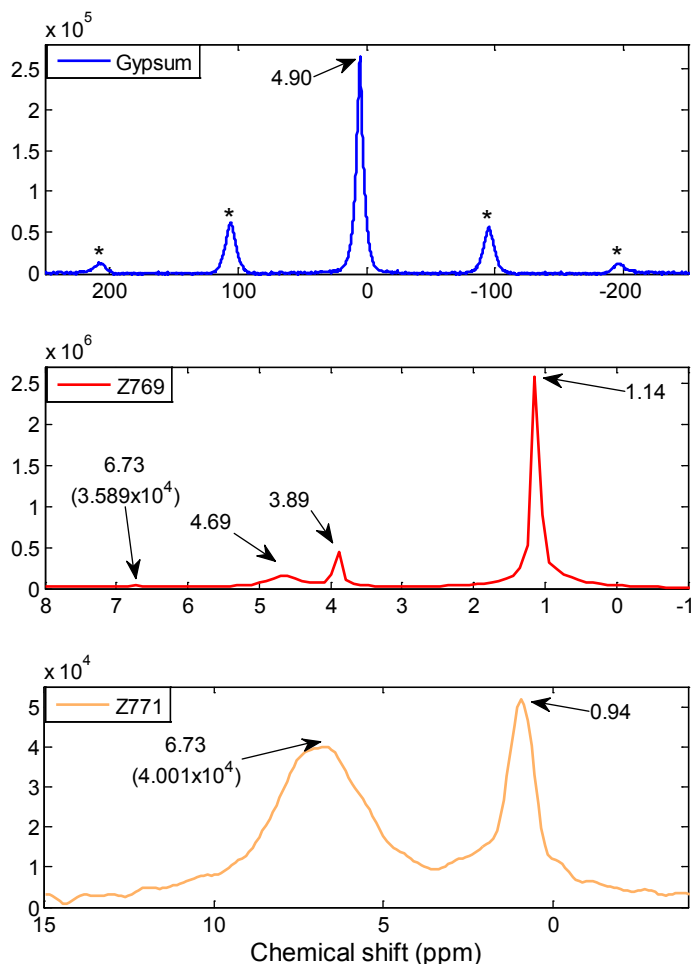 x 10^5
Gypsum
4.90
2.5
2
1.5
1
0.5
0
* * * *
200 100 0 -100 -200
x 10^6
Z769
2.5
2
1.5
1
0.5
0
1.14
6.73
(3.589x10^4)
4.69
3.89
8 7 6 5 4 3 2 1 0 -1
x 10^4
Z771
5
4
3
2
1
0
0.94
6.73
(4.001x10^4)
15 10 5 0
Chemical shift (ppm)